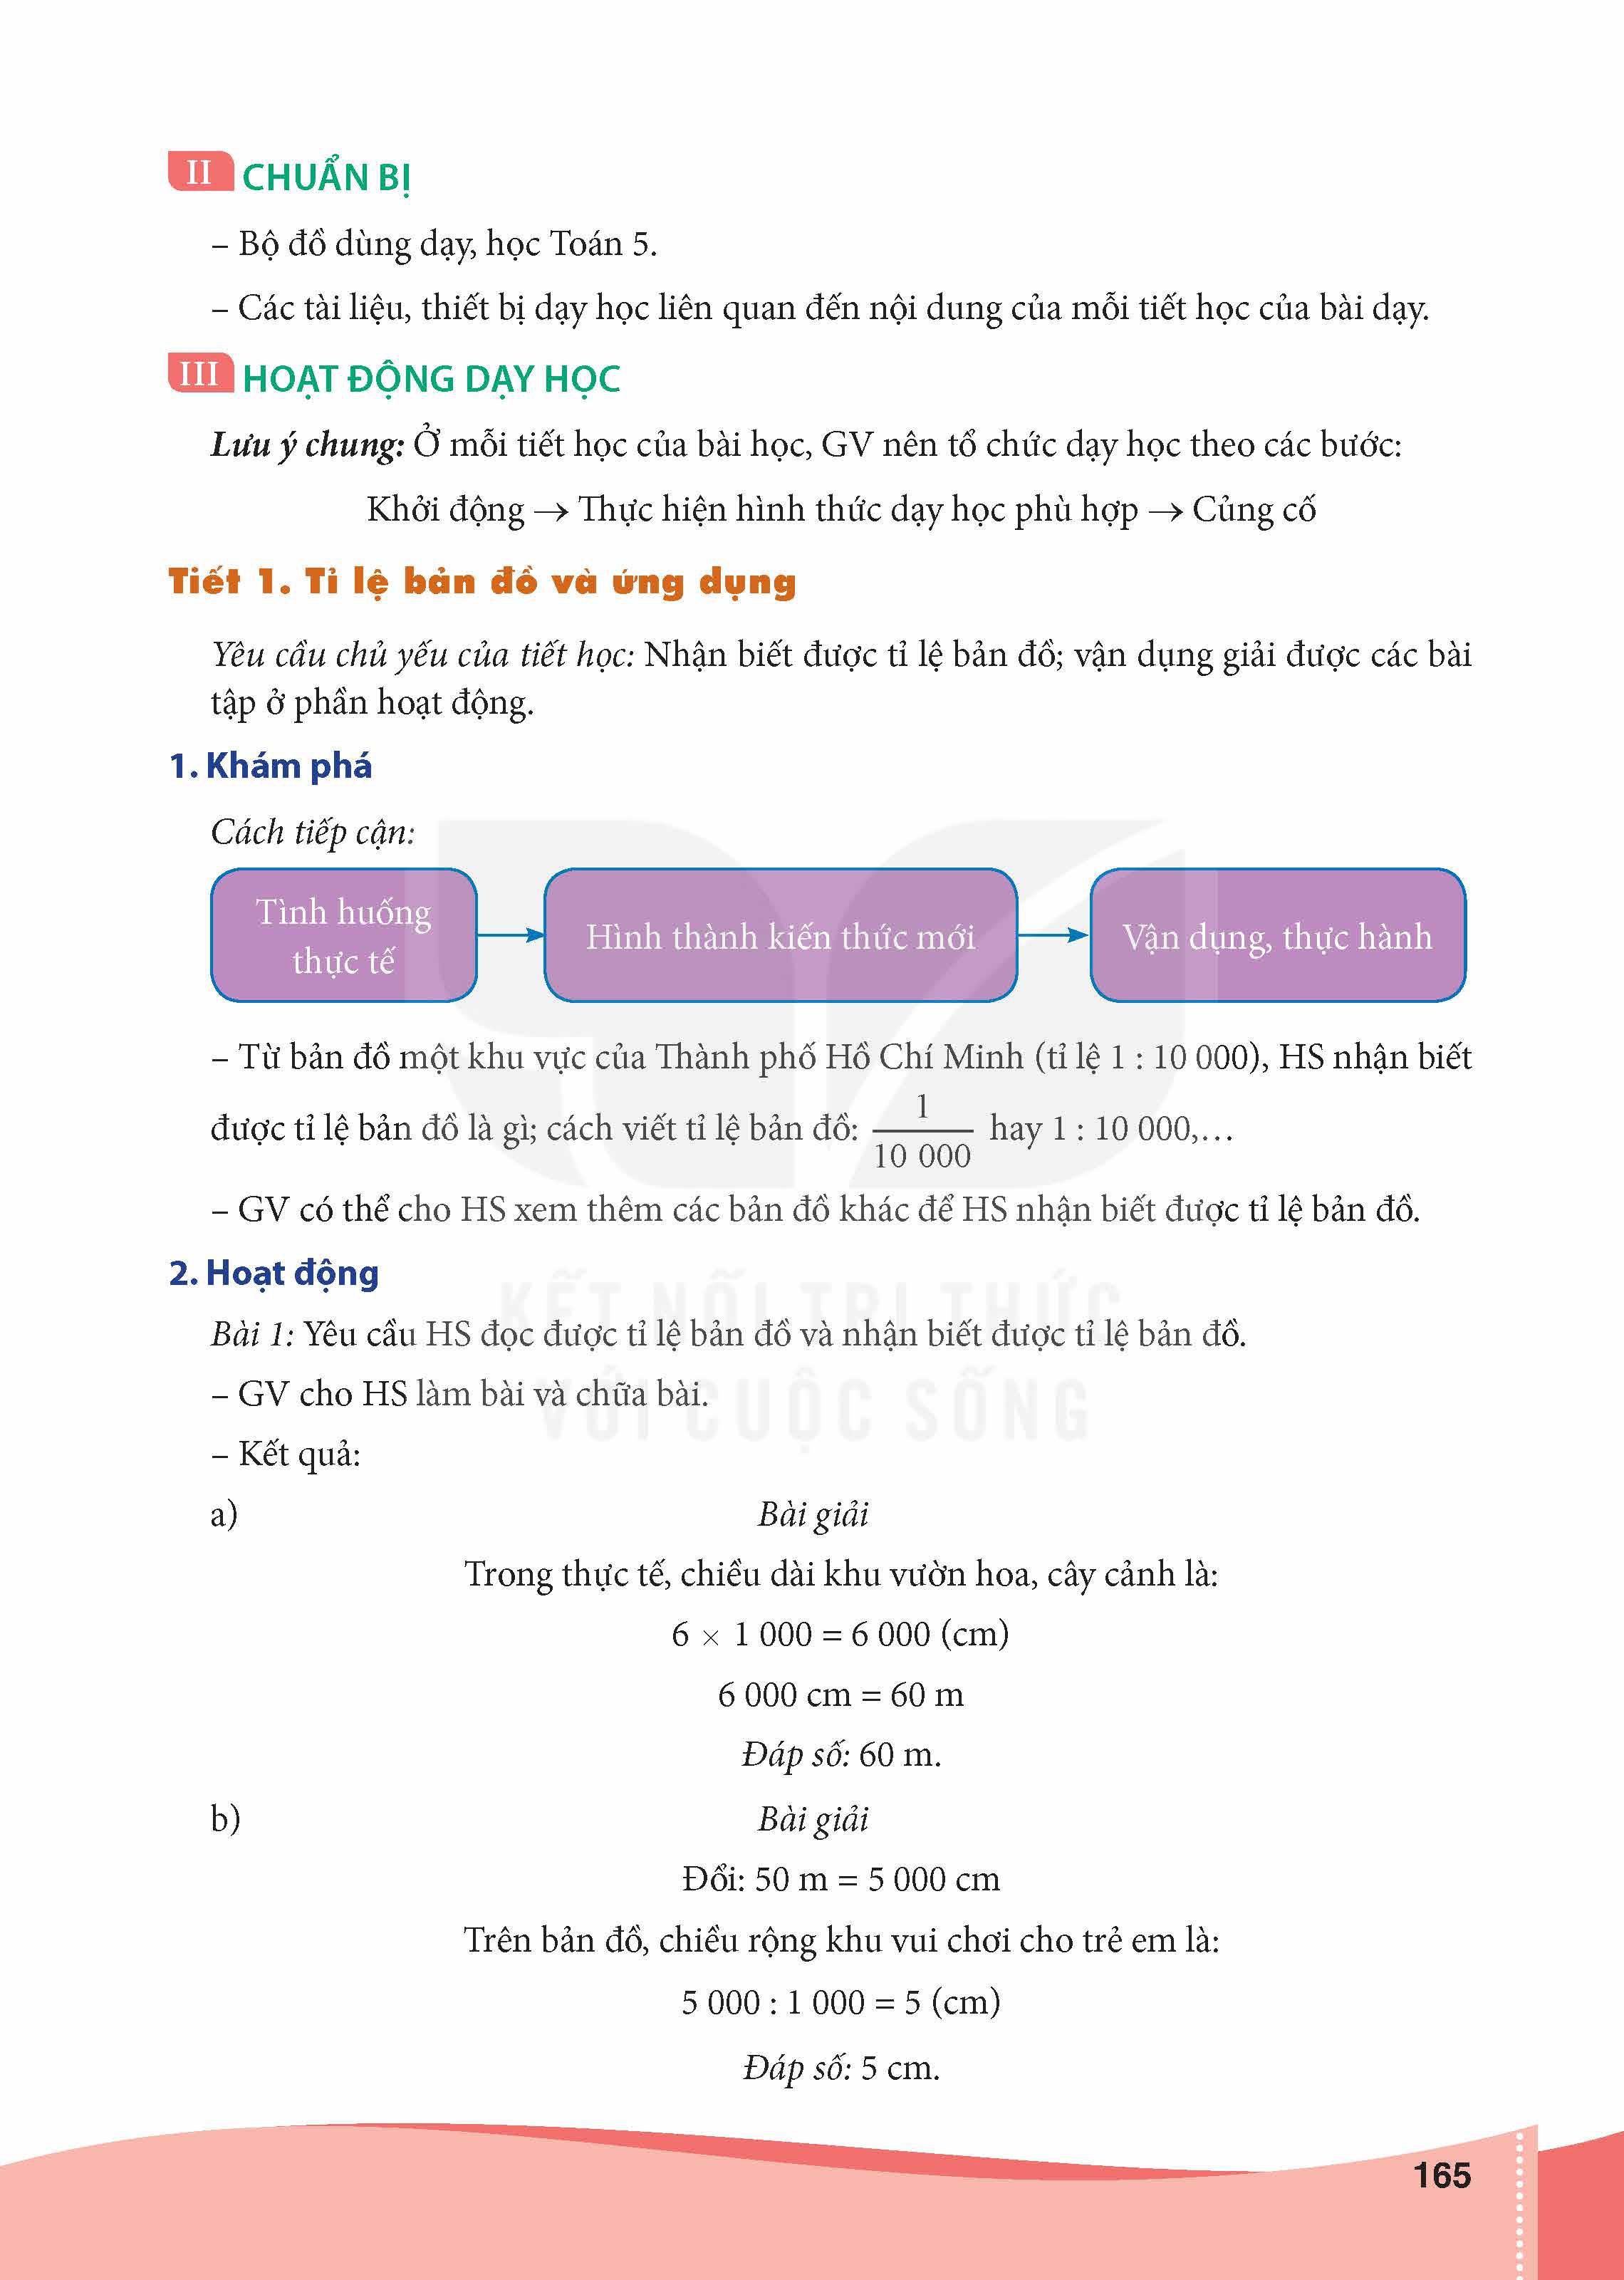 II CHUẨN BỊ
– Bộ đồ dùng dạy, học Toán 5.
– Các tài liệu, thiết bị dạy học liên quan đến nội dung của mỗi tiết học của bài dạy.
III HOẠT ĐỘNG DẠY HỌC
Lưu ý chung: Ở mỗi tiết học của bài học, GV nên tổ chức dạy học theo các bước:
Khởi động → Thực hiện hình thức dạy học phù hợp → Củng cố
Tiết 1. Tỉ lệ bản đồ và ứng dụng
Yêu cầu chủ yếu của tiết học: Nhận biết được tỉ lệ bản đồ; vận dụng giải được các bài
tập ở phần hoạt động.
1. Khám phá
Cách tiếp cận:
Tình huống
thực tế
Hình thành kiến thức mới
Vận dụng, thực hành
– Từ bản đồ một khu vực của Thành phố Hồ Chí Minh (tỉ lệ 1 : 10 000), HS nhận biết
được tỉ lệ bản đồ là gì; cách viết tỉ lệ bản đồ: 1/10 000 hay 1 : 10 000,…
– GV có thể cho HS xem thêm các bản đồ khác để HS nhận biết được tỉ lệ bản đồ.
2. Hoạt động
KẾT NỐI TRI THỨC
Bài 1: Yêu cầu HS đọc được tỉ lệ bản đồ và nhận biết được tỉ lệ bản đồ.
– GV cho HS làm bài và chữa bài.
VỚI CUỘC SỐNG
– Kết quả:
a) Bài giải
Trong thực tế, chiều dài khu vườn hoa, cây cảnh là:
6 × 1 000 = 6 000 (cm)
6 000 cm = 60 m
Đáp số: 60 m.
b) Bài giải
Đổi: 50 m = 5 000 cm
Trên bản đồ, chiều rộng khu vui chơi cho trẻ em là:
5 000 : 1 000 = 5 (cm)
Đáp số: 5 cm.
165